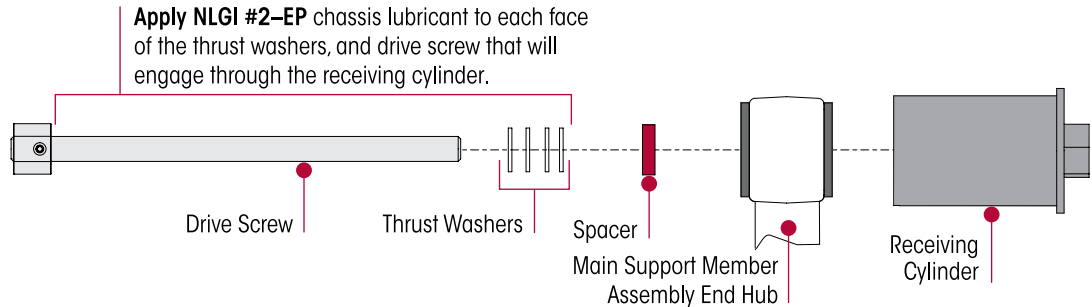 Apply NLGI #2–EP chassis lubricant to each face
of the thrust washers, and drive screw that will
engage through the receiving cylinder.
Drive Screw
Thrust Washers
Spacer
Main Support Member
Assembly End Hub
Receiving
Cylinder